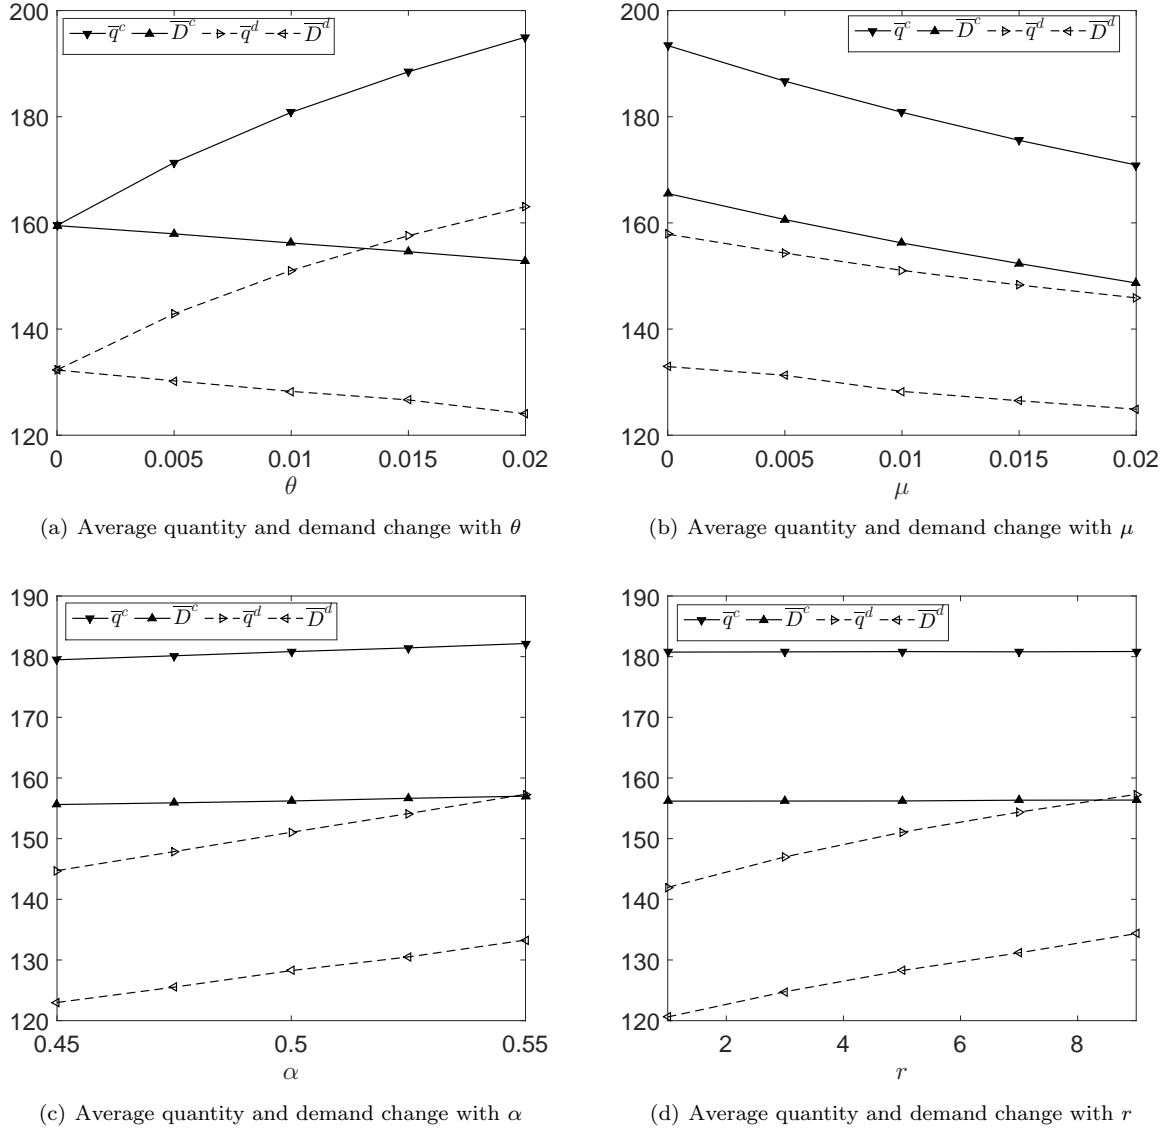 200
180
160
140
120
q̄ᶜ D̄ᶜ q̄ᵈ D̄ᵈ
0 0.005 0.01 0.015 0.02
θ
(a) Average quantity and demand change with θ
200
180
160
140
120
q̄ᶜ D̄ᶜ q̄ᵈ D̄ᵈ
0 0.005 0.01 0.015 0.02
μ
(b) Average quantity and demand change with μ
190
180
170
160
150
140
130
120
q̄ᶜ D̄ᶜ q̄ᵈ D̄ᵈ
0.45 0.5 0.55
α
(c) Average quantity and demand change with α
190
180
170
160
150
140
130
120
q̄ᶜ D̄ᶜ q̄ᵈ D̄ᵈ
2 4 6 8
r
(d) Average quantity and demand change with r